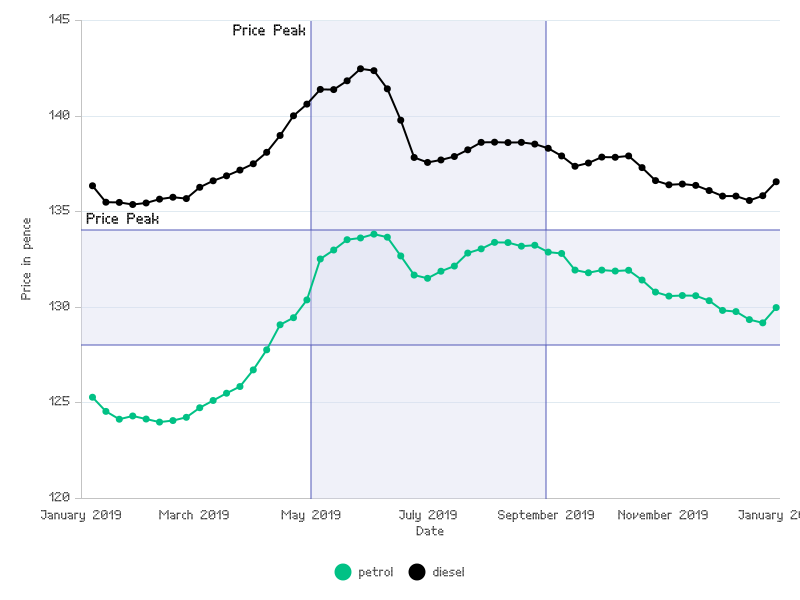 145
Price Peak
140
135
Price Peak
Price in pence
130
125
120
January 2019 March 2019 May 2019 July 2019 September 2019 November 2019 January
Date
petrol diesel